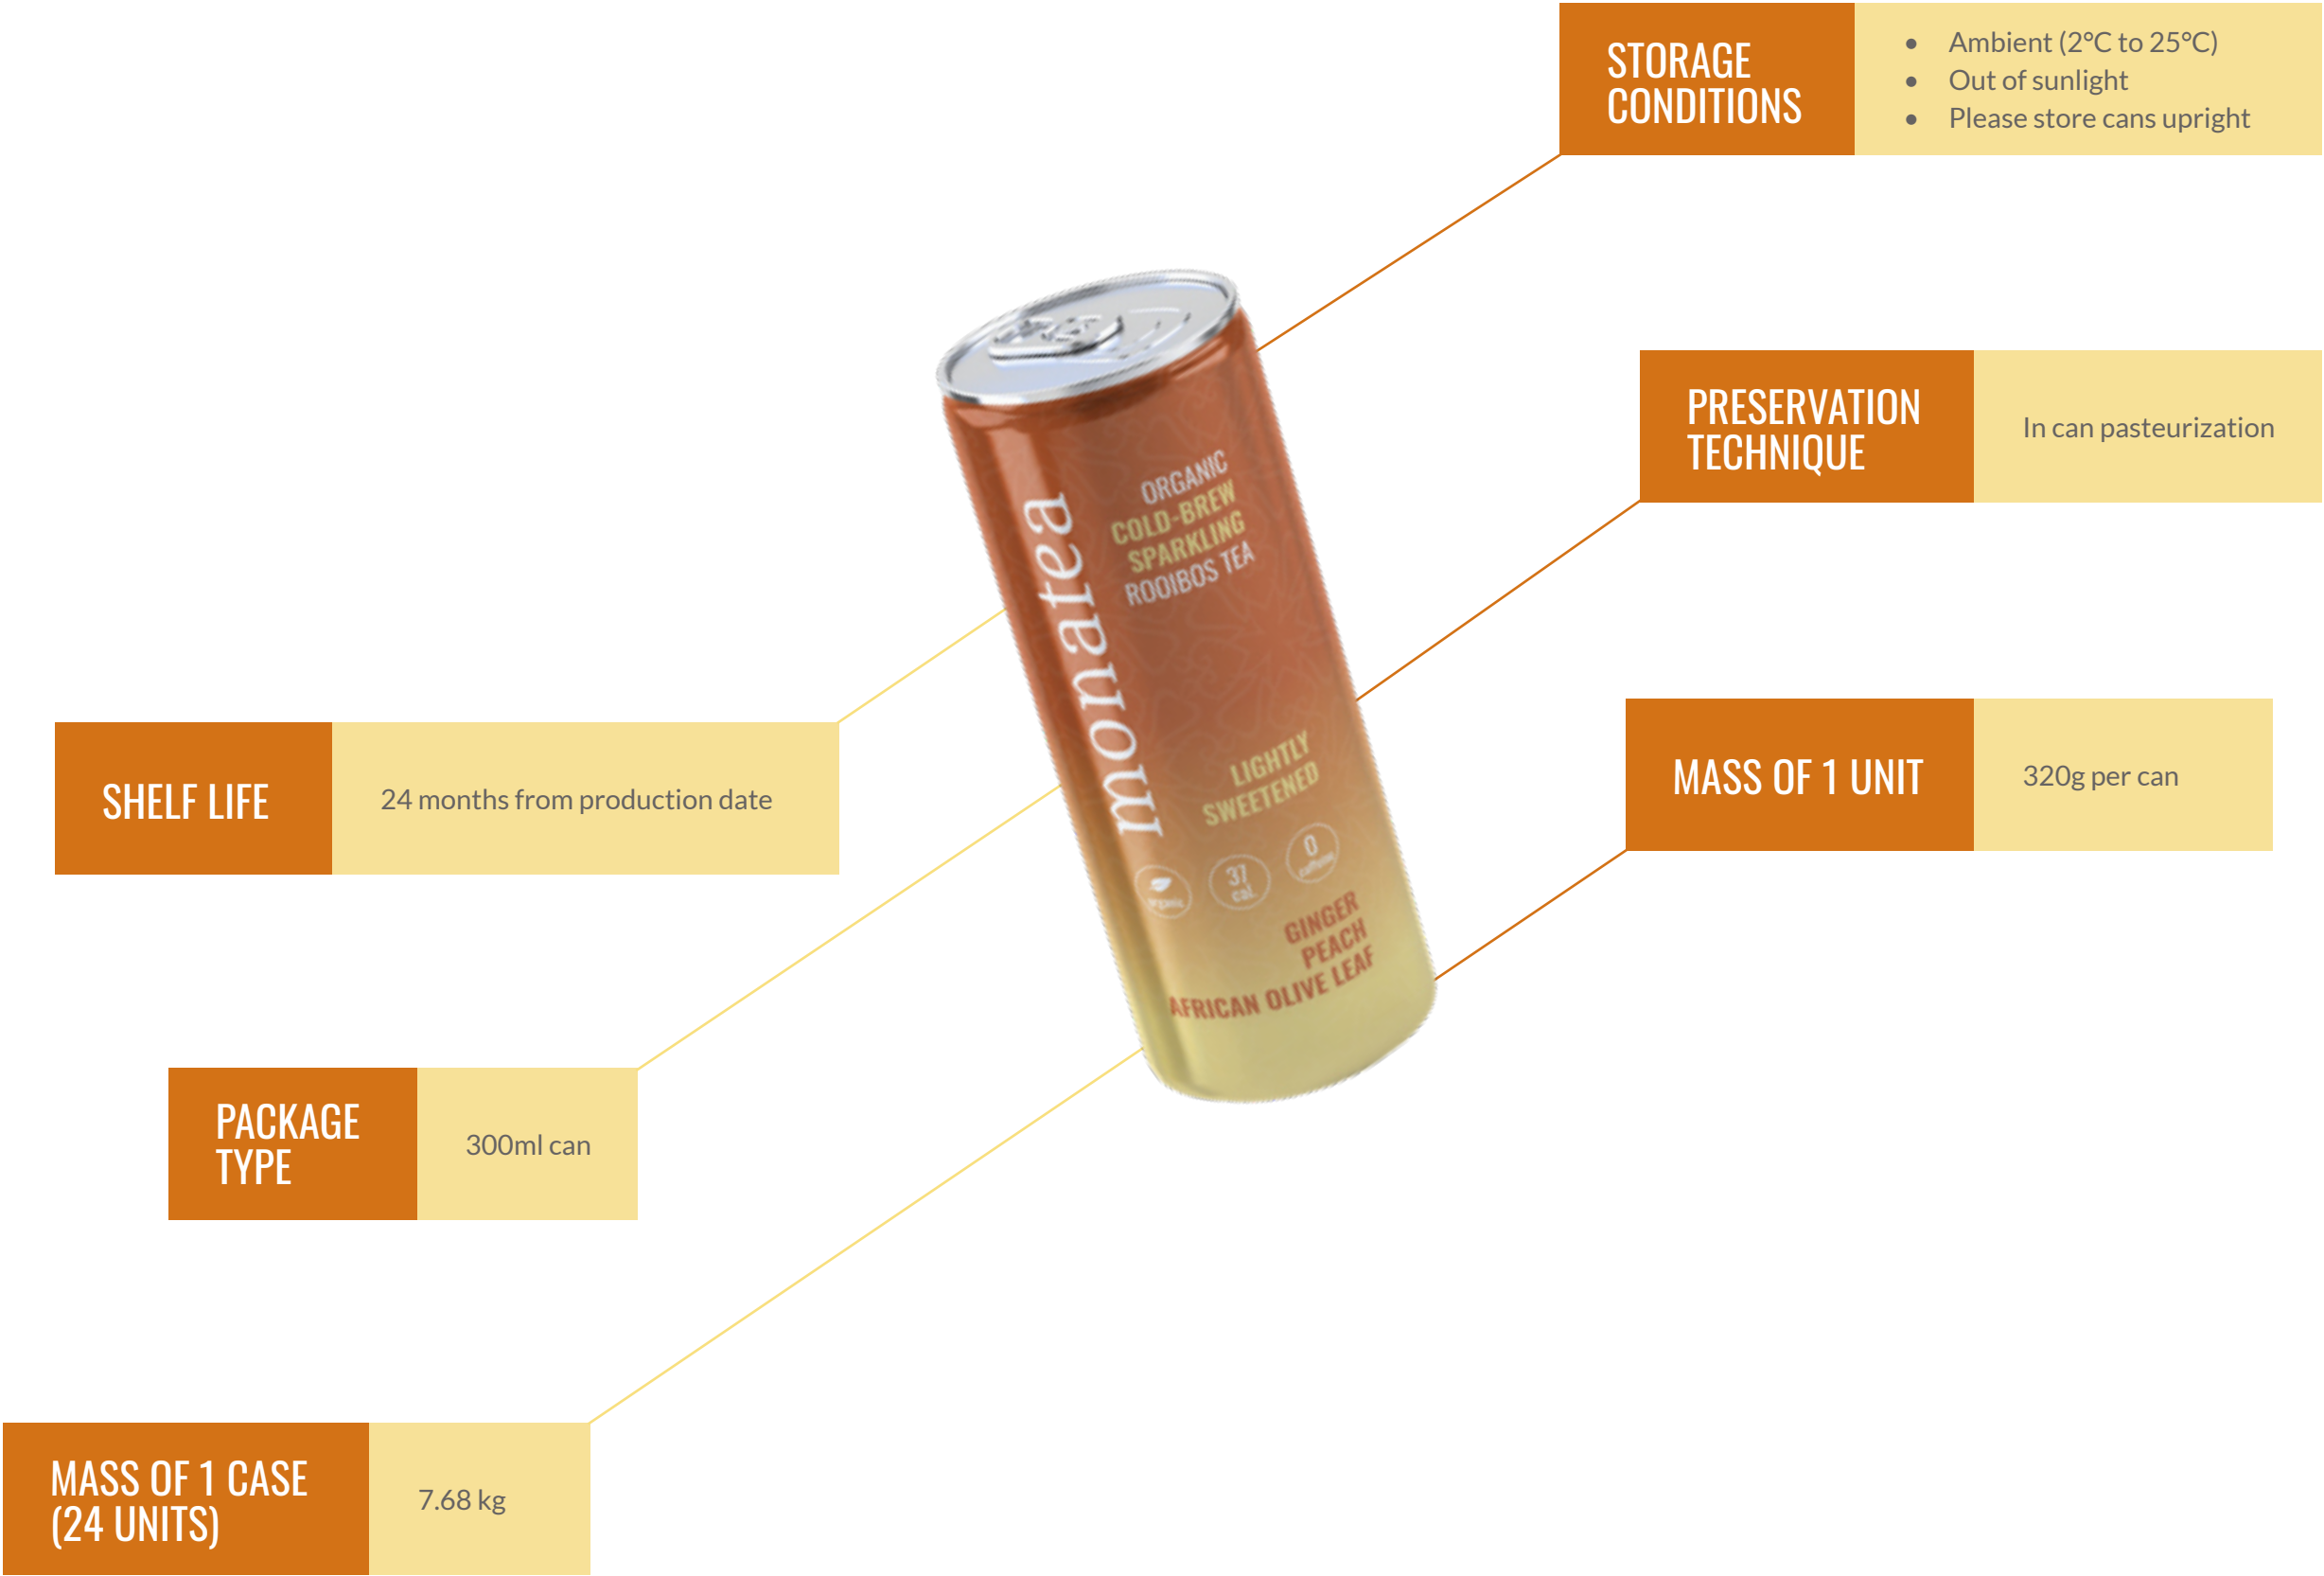 STORAGE
CONDITIONS
• Ambient (2°C to 25°C)
• Out of sunlight
• Please store cans upright
PRESERVATION
TECHNIQUE
In can pasteurization
MASS OF 1 UNIT
320g per can
monatea
ORGANIC
COLD-BREW
SPARKLING
ROOIBOS TEA
LIGHTLY
SWEETENED
organic
37
cal.
0
caffeine
GINGER
PEACH
AFRICAN OLIVE LEAF
SHELF LIFE
24 months from production date
PACKAGE
TYPE
300ml can
MASS OF 1 CASE
(24 UNITS)
7.68 kg